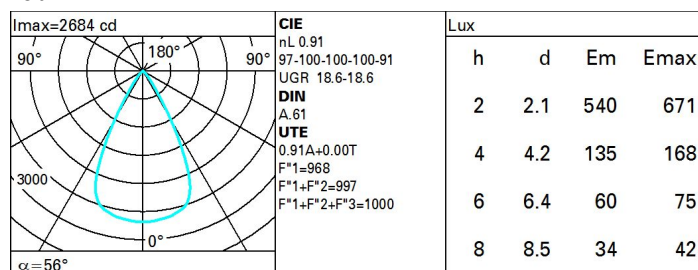 Imax=2684 cd
90° 180° 90°
3000
0°
α=56°
CIE
nL 0.91
97-100-100-100-91
UGR 18.6-18.6
DIN
A.61
UTE
0.91A+0.00T
F"1=968
F"1+F"2=997
F"1+F"2+F"3=1000
Lux
h d Em Emax
2 2.1 540 671
4 4.2 135 168
6 6.4 60 75
8 8.5 34 42